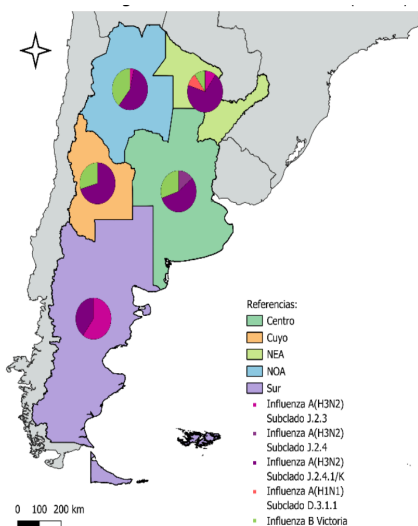 Referencias:
Centro
Cuyo
NEA
NOA
Sur
Influenza A(H3N2)
Subclado J.2.3
Influenza A(H3N2)
Subclado J.2.4
Influenza A(H3N2)
Subclado J.2.4.1/K
Influenza A(H1N1)
Subclado D.3.1.1
Influenza B Victoria
0 100 200 km